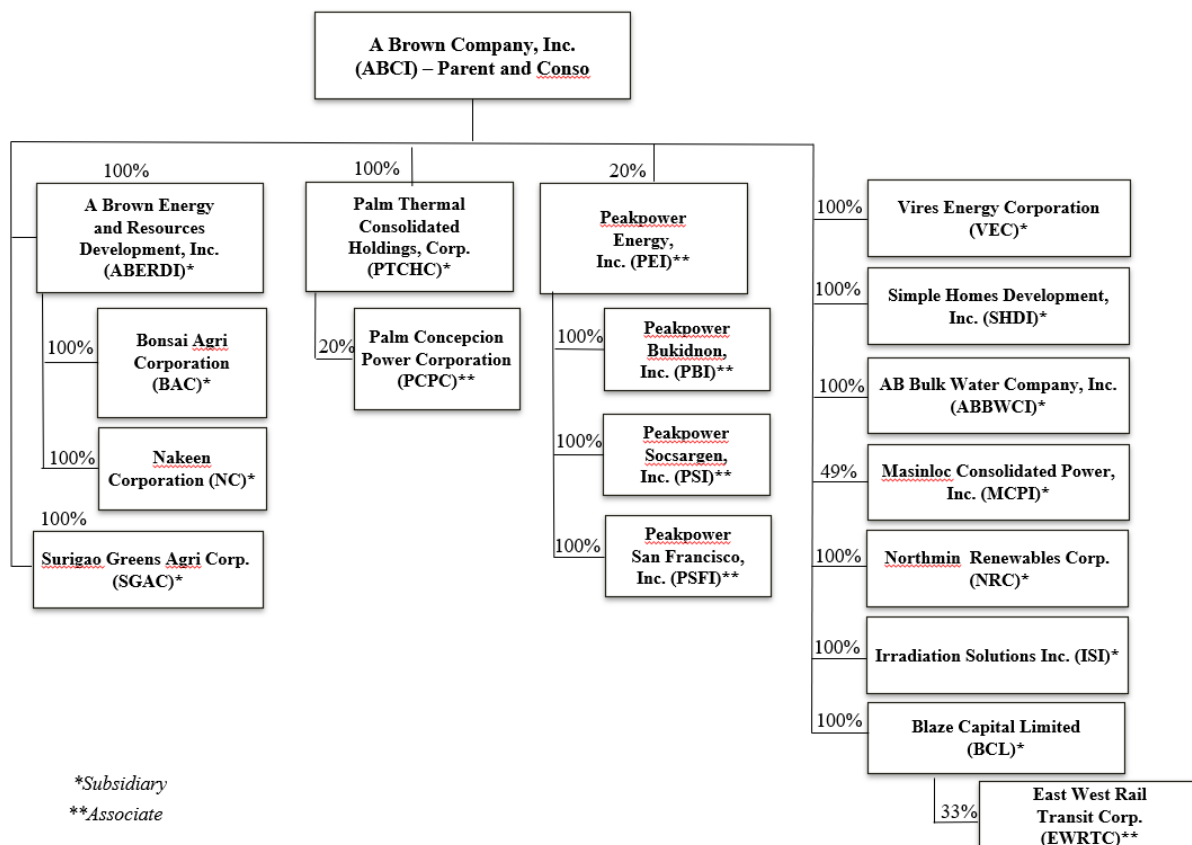 A Brown Company, Inc.
(ABCI) – Parent and Conso
100%
A Brown Energy
and Resources
Development, Inc.
(ABERDI)*
100%
Bonsai Agri
Corporation
(BAC)*
100%
Nakeen
Corporation (NC)*
100%
Surigao Greens Agri Corp.
(SGAC)*
100%
Palm Thermal
Consolidated
Holdings, Corp.
(PTCHC)*
20%
Palm Concepcion
Power Corporation
(PCPC)**
20%
Peakpower
Energy,
Inc. (PEI)**
100%
Peakpower
Bukidnon,
Inc. (PBI)**
100%
Peakpower
Socsargen,
Inc. (PSI)**
100%
Peakpower
San Francisco,
Inc. (PSFI)**
100%
Vires Energy Corporation
(VEC)*
100%
Simple Homes Development,
Inc. (SHDI)*
100%
AB Bulk Water Company, Inc.
(ABBWCI)*
49%
Masinloc Consolidated Power,
Inc. (MCPI)*
100%
Northmin Renewables Corp.
(NRC)*
100%
Irradiation Solutions Inc. (ISI)*
100%
Blaze Capital Limited
(BCL)*
33%
East West Rail
Transit Corp.
(EWRTC)**
*Subsidiary
**Associate